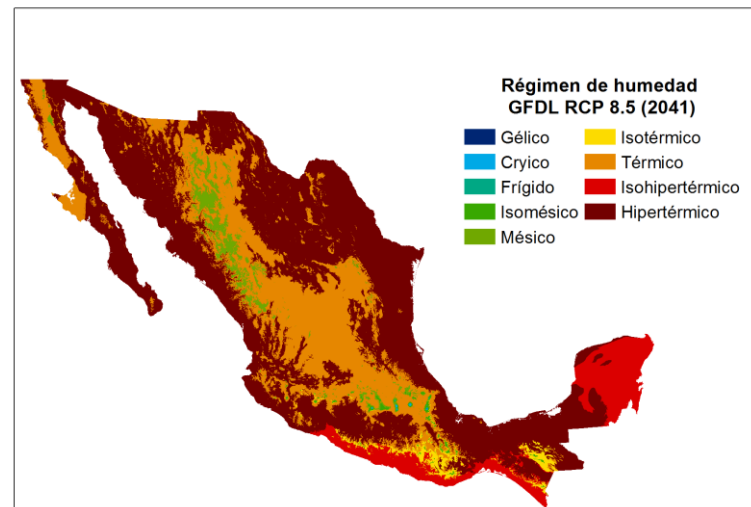 Régimen de humedad
GFDL RCP 8.5 (2041)
Gélico
Cryico
Frígido
Isomésico
Mésico
Isotérmico
Térmico
Isohipertérmico
Hipertérmico